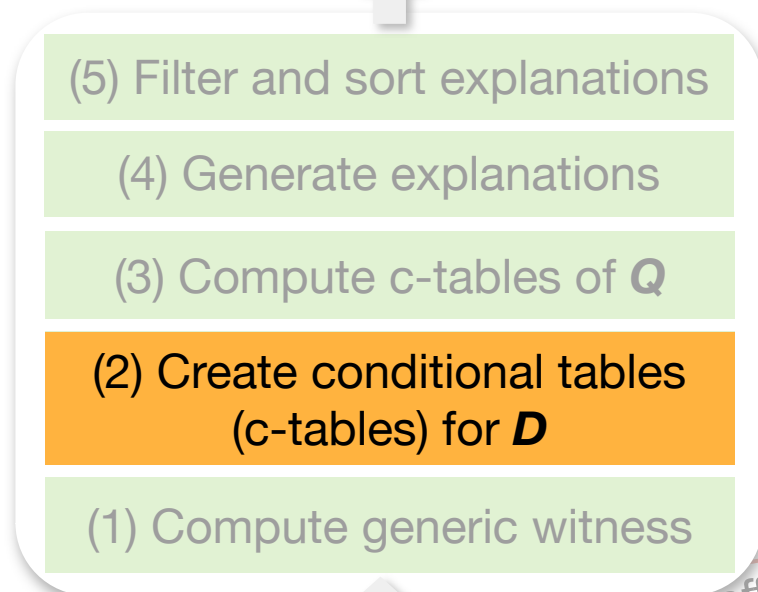 (5) Filter and sort explanations
(4) Generate explanations
(3) Compute c-tables of Q
(2) Create conditional tables
(c-tables) for D
(1) Compute generic witness